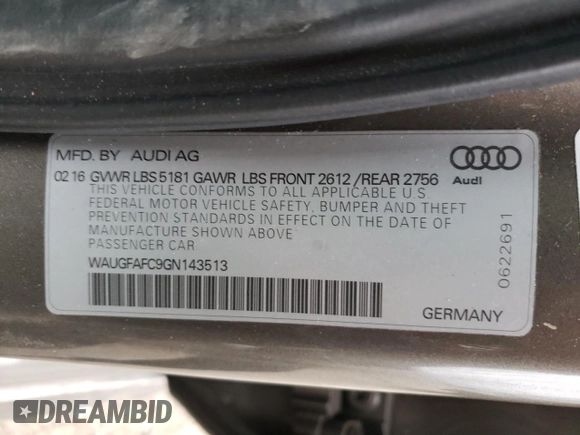 MFD. BY AUDI AG
02 16 GVWR LBS 5181 GAWR LBS FRONT 2612 / REAR 2756
THIS VEHICLE CONFORMS TO ALL APPLICABLE U.S
FEDERAL MOTOR VEHICLE SAFETY, BUMPER AND THEFT
PREVENTION STANDARDS IN EFFECT ON THE DATE OF
MANUFACTURE SHOWN ABOVE
PASSENGER CAR
WAUGFAFC9GN143513
GERMANY
Audi
0622691
DREAMBID